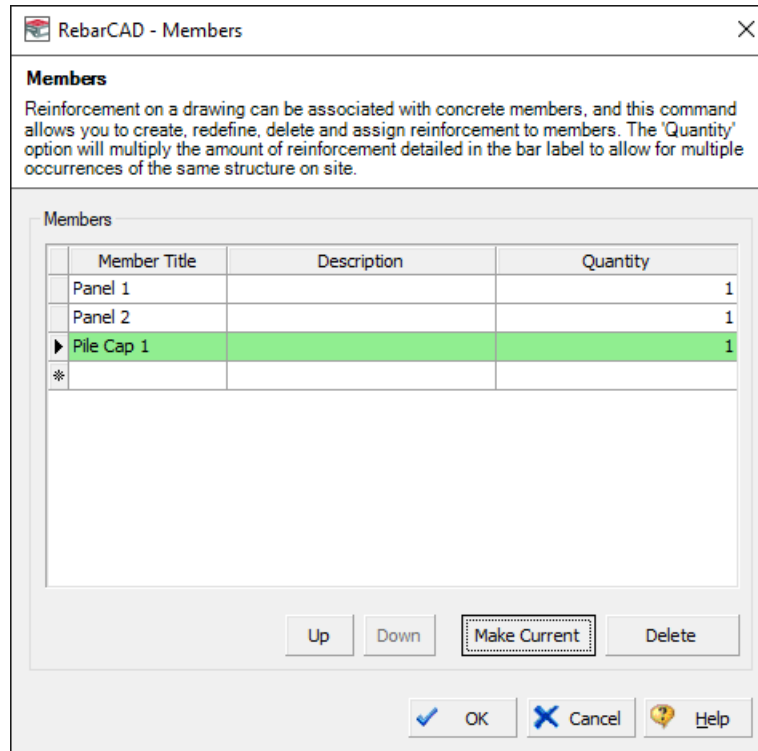 RebarCAD - Members
Members
Reinforcement on a drawing can be associated with concrete members, and this command
allows you to create, redefine, delete and assign reinforcement to members. The 'Quantity'
option will multiply the amount of reinforcement detailed in the bar label to allow for multiple
occurrences of the same structure on site.
Members
Member Title Description Quantity
Panel 1 1
Panel 2 1
Pile Cap 1 1
Up Down Make Current Delete
OK Cancel Help